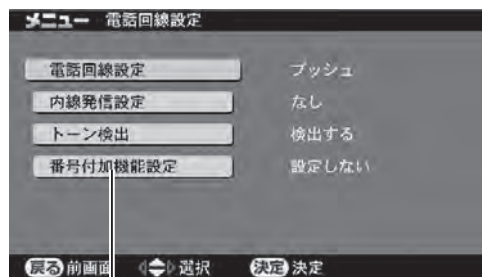 メニュー 電話回線設定
電話回線設定 プッシュ
内線発信設定 なし
トーン検出 検出する
番号付加機能設定 設定しない
戻る 前画面 選択 決定 決定